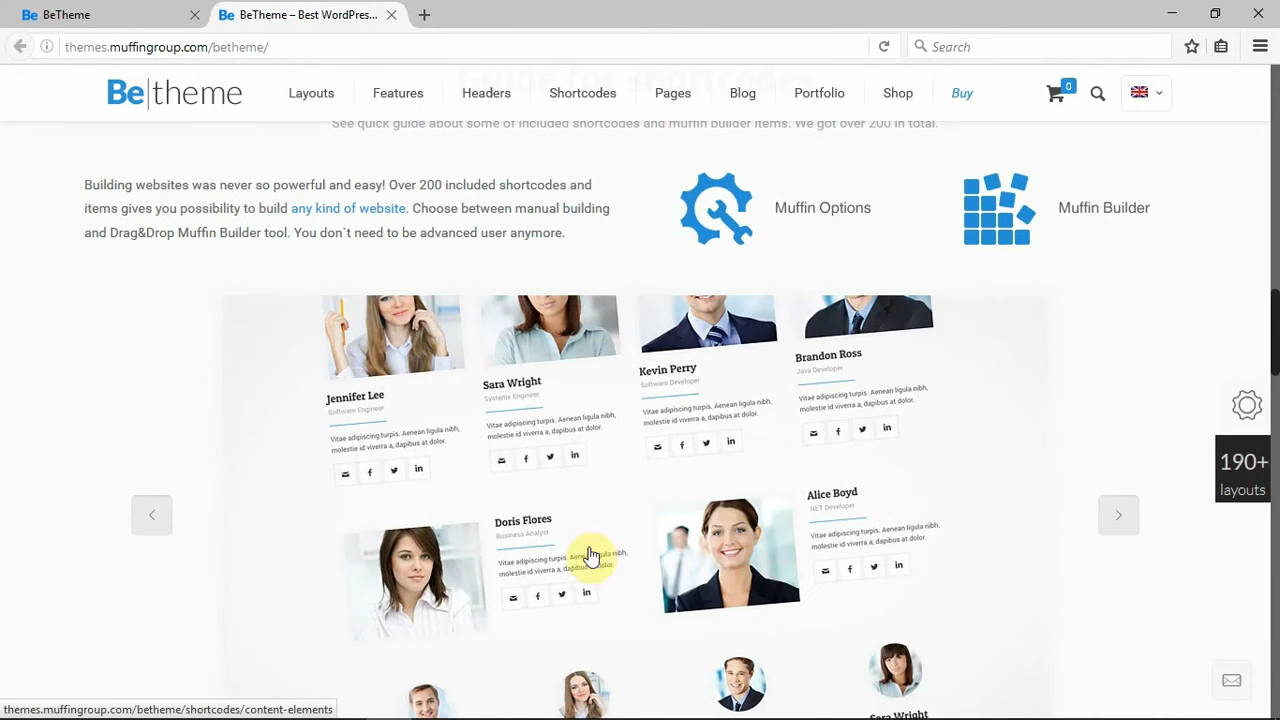 BeTheme
BeTheme – Best WordPres...
themes.muffingroup.com/betheme/
Search
Be|theme
Layouts
Features
Headers
Shortcodes
Pages
Blog
Portfolio
Shop
Buy
0
Guide for shortcodes
See quick guide about some of included shortcodes and muffin builder items. We got over 200 in total.
Building websites was never so powerful and easy! Over 200 included shortcodes and
items gives you possibility to build any kind of website. Choose between manual building
and Drag&Drop Muffin Builder tool. You don`t need to be advanced user anymore.
Muffin Options
Muffin Builder
Jennifer Lee
Software Engineer
Vitae adipiscing turpis. Aenean ligula nibh,
molestie id viverra a, dapibus at dolor.
Sara Wright
Systems Engineer
Vitae adipiscing turpis. Aenean ligula nibh,
molestie id viverra a, dapibus at dolor.
Kevin Perry
Software Developer
Vitae adipiscing turpis. Aenean ligula nibh,
molestie id viverra a, dapibus at dolor.
Brandon Ross
Java Developer
Vitae adipiscing turpis. Aenean ligula nibh,
molestie id viverra a, dapibus at dolor.
Doris Flores
Business Analyst
Vitae adipiscing turpis. Aenean ligula nibh,
molestie id viverra a, dapibus at dolor.
Alice Boyd
.NET Developer
Vitae adipiscing turpis. Aenean ligula nibh,
molestie id viverra a, dapibus at dolor.
Sara Wright
190+
layouts
themes.muffingroup.com/betheme/shortcodes/content-elements